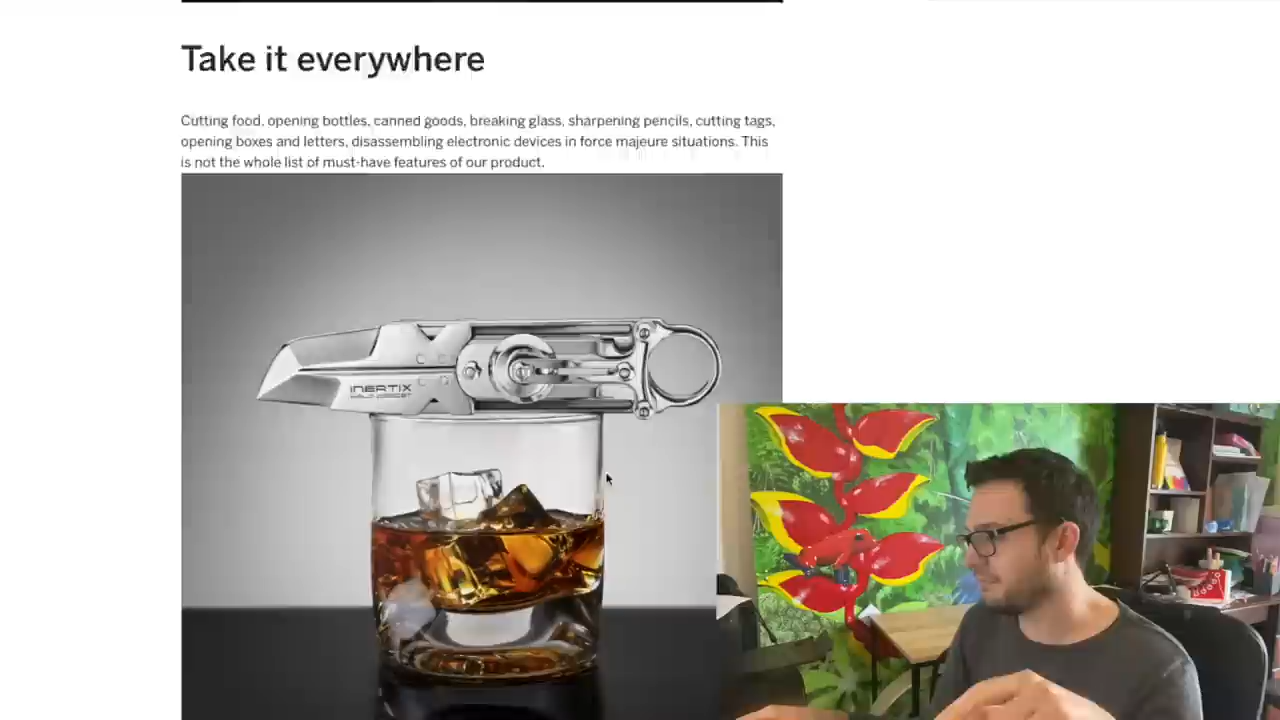 Take it everywhere
Cutting food, opening bottles, canned goods, breaking glass, sharpening pencils, cutting tags,
opening boxes and letters, disassembling electronic devices in force majeure situations. This
is not the whole list of must-have features of our product.
INERTIX